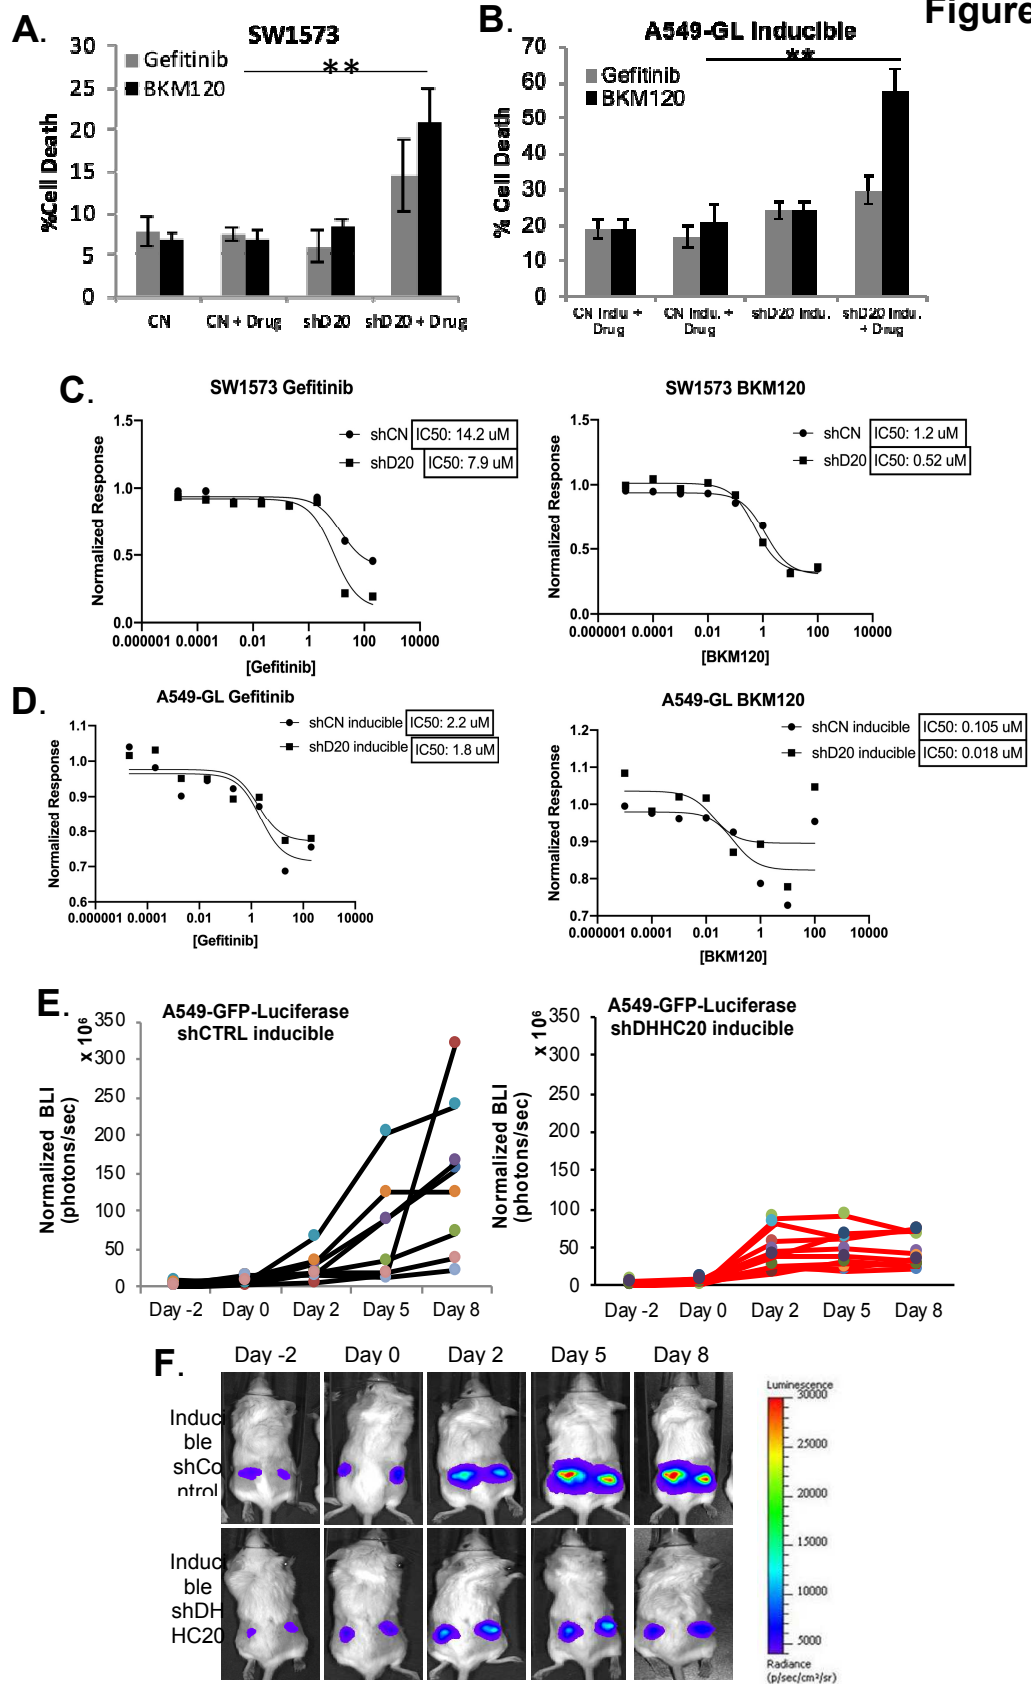 Figure
A.
SW1573
Gefitinib
BKM120
**
%Cell Death
30
25
20
15
10
5
0
CN
CN + Drug
shD20
shD20 + Drug
B.
A549-GL Inducible
Gefitinib
BKM120
**
% Cell Death
70
60
50
40
30
20
10
0
CN Indu +
Drug
CN Indu. +
Drug
shD20 Indu.
shD20 Indu.
+ Drug
C.
SW1573 Gefitinib
shCN IC50: 14.2 uM
shD20 IC50: 7.9 uM
Normalized Response
1.5
1.0
0.5
0.0
0.000001 0.0001 0.01 1 100 10000
[Gefitinib]
SW1573 BKM120
shCN IC50: 1.2 uM
shD20 IC50: 0.52 uM
Normalized Response
1.5
1.0
0.5
0.0
0.000001 0.0001 0.01 1 100 10000
[BKM120]
D.
A549-GL Gefitinib
shCN inducible IC50: 2.2 uM
shD20 inducible IC50: 1.8 uM
Normalized Response
1.1
1.0
0.9
0.8
0.7
0.6
0.000001 0.0001 0.01 1 100 10000
[Gefitinib]
A549-GL BKM120
shCN inducible IC50: 0.105 uM
shD20 inducible IC50: 0.018 uM
Normalized Response
1.2
1.1
1.0
0.9
0.8
0.7
0.000001 0.0001 0.01 1 100 10000
[BKM120]
E.
A549-GFP-Luciferase
shCTRL inducible
x 10⁶
Normalized BLI
(photons/sec)
350
300
250
200
150
100
50
0
Day -2 Day 0 Day 2 Day 5 Day 8
A549-GFP-Luciferase
shDHHC20 inducible
x 10⁶
Normalized BLI
(photons/sec)
350
300
250
200
150
100
50
0
Day -2 Day 0 Day 2 Day 5 Day 8
F.
Day -2 Day 0 Day 2 Day 5 Day 8
Induci
ble
shCo
ntrol
Induc
ble
shDH
HC20
Luminescence
30000
25000
20000
15000
10000
5000
Radiance
(p/sec/cm²/sr)